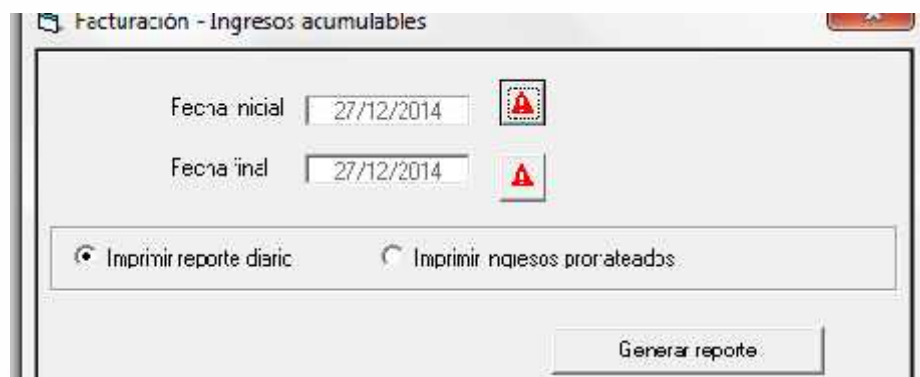 Facturación - Ingresos acumulables
Fecha inicial 27/12/2014
Fecha final 27/12/2014
Imprimir reporte diario Imprimir ingresos prorrateados
Generar reporte